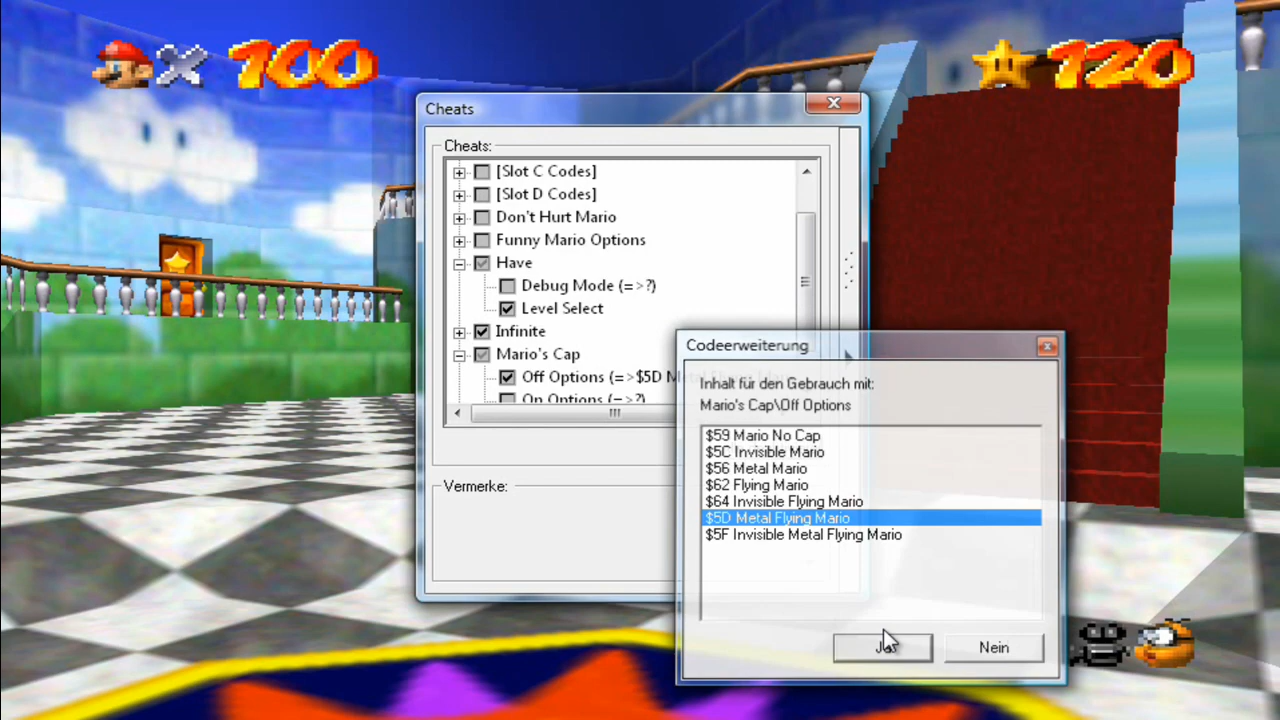 100
120
Cheats
Cheats:
[Slot C Codes]
[Slot D Codes]
Don't Hurt Mario
Funny Mario Options
Have
Debug Mode (=>?)
Level Select
Infinite
Mario's Cap
Off Options (=>$5D
On Options (=>?)
Vermerke:
Codeerweiterung
Inhalt für den Gebrauch mit:
Mario's Cap\Off Options
$59 Mario No Cap
$5C Invisible Mario
$56 Metal Mario
$62 Flying Mario
$64 Invisible Flying Mario
$5D Metal Flying Mario
$5F Invisible Metal Flying Mario
Nein